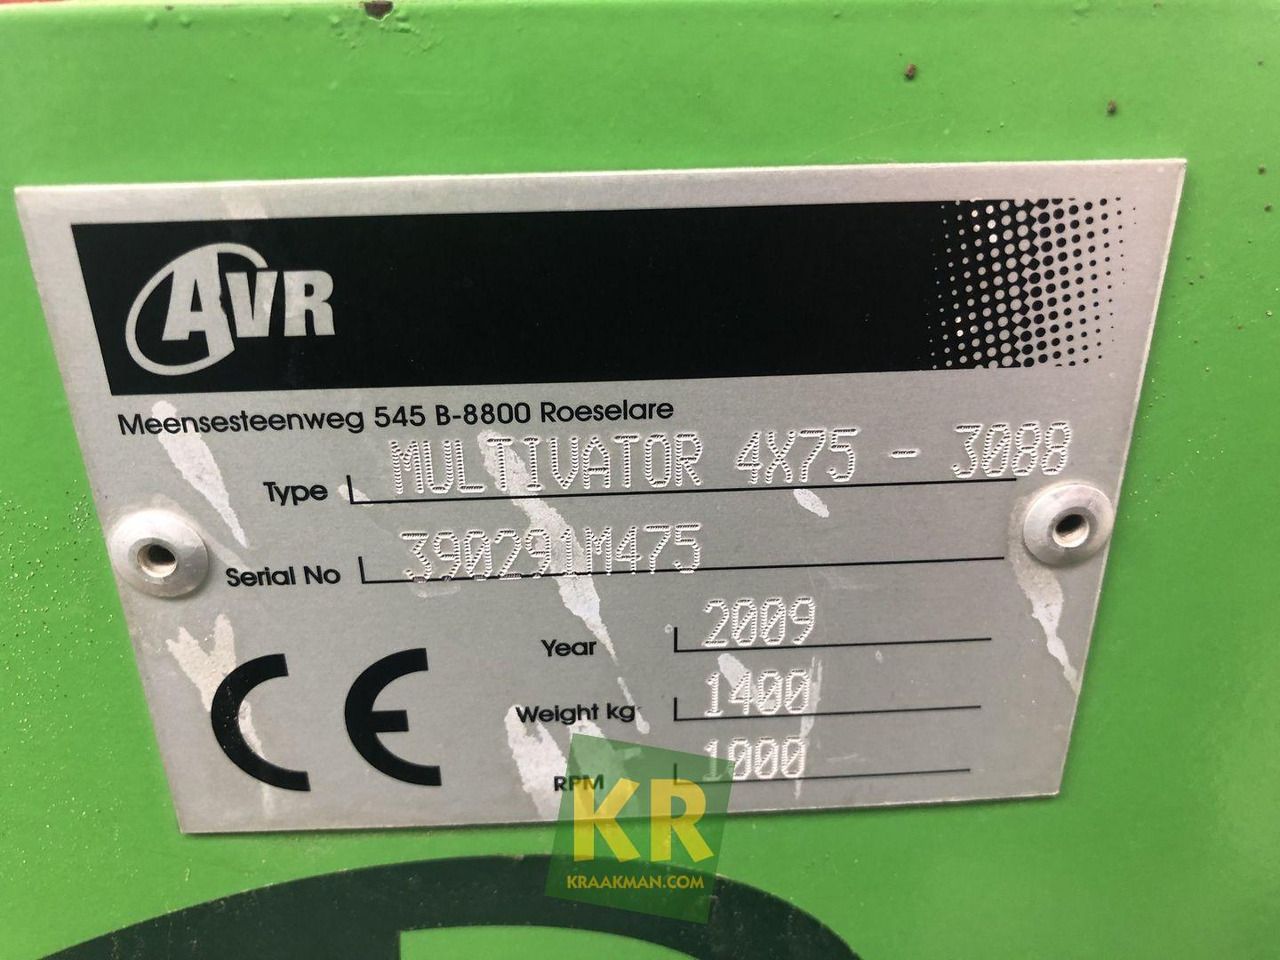 AVR
Meensesteenweg 545 B-8800 Roeselare
Type MULTIVATOR 4X75 - 3088
Serial No 390291M475
Year 2009
Weight kg 1400
RPM 1000
CE
KR
KRAAKMAN.COM